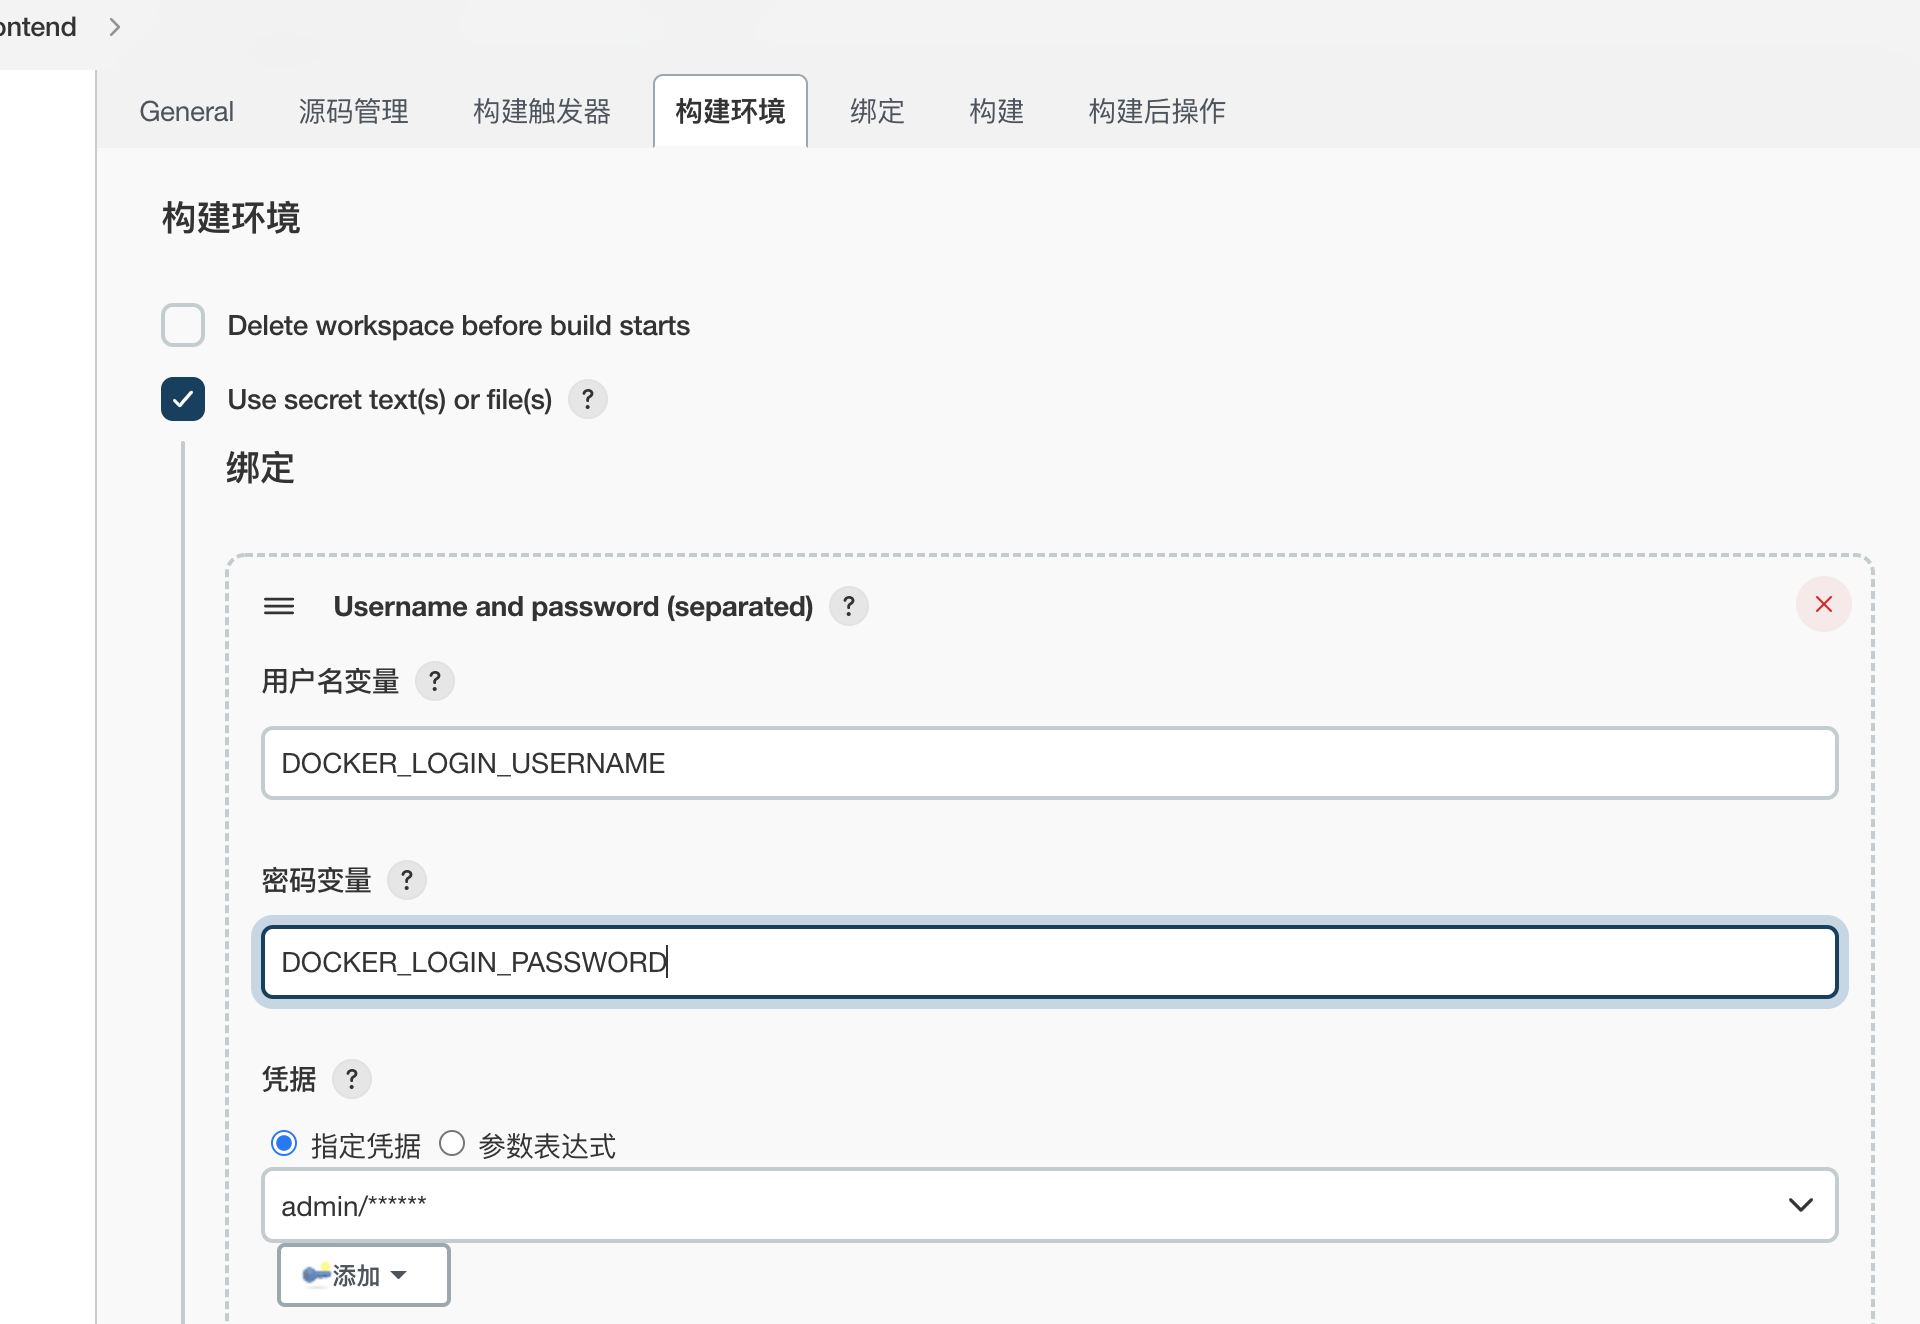 ontend
General 源码管理 构建触发器 构建环境 绑定 构建 构建后操作
构建环境
Delete workspace before build starts
Use secret text(s) or file(s) ?
绑定
Username and password (separated) ?
用户名变量 ?
DOCKER_LOGIN_USERNAME
密码变量 ?
DOCKER_LOGIN_PASSWORD
凭据 ?
指定凭据 参数表达式
admin/******
添加